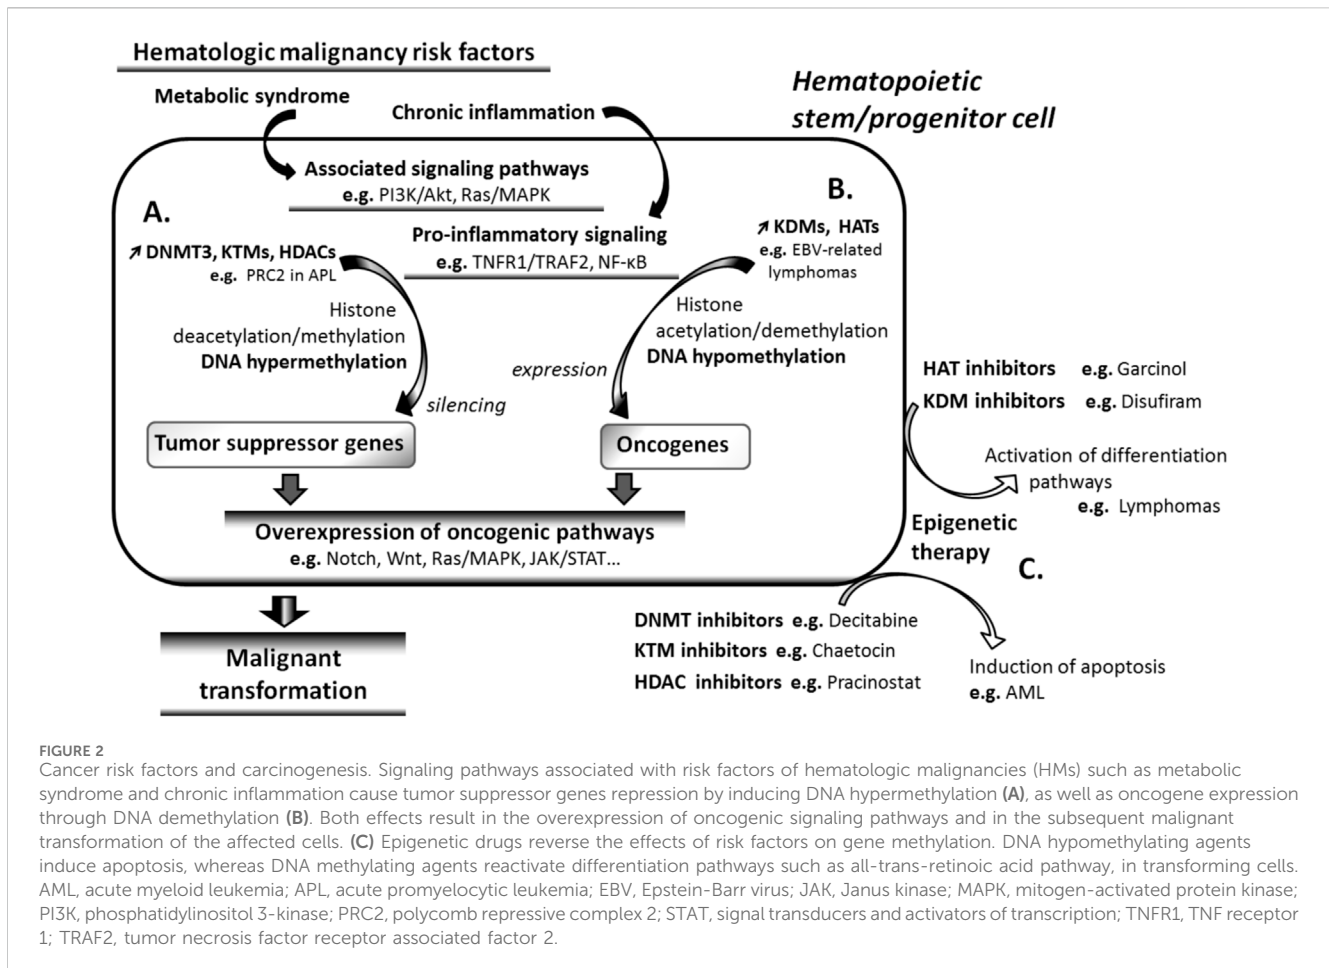 Hematologic malignancy risk factors
Metabolic syndrome
Chronic inflammation
Hematopoietic
stem/progenitor cell
Associated signaling pathways
e.g. PI3K/Akt, Ras/MAPK
Pro-inflammatory signaling
e.g. TNFR1/TRAF2, NF-κB
A.
↗ DNMT3, KTMs, HDACs
e.g. PRC2 in APL
Histone
deacetylation/methylation
DNA hypermethylation
silencing
Tumor suppressor genes
B.
↗ KDMs, HATs
e.g. EBV-related
lymphomas
Histone
acetylation/demethylation
DNA hypomethylation
expression
Oncogenes
Overexpression of oncogenic pathways
e.g. Notch, Wnt, Ras/MAPK, JAK/STAT...
Malignant
transformation
HAT inhibitors e.g. Garcinol
KDM inhibitors e.g. Disufiram
Activation of differentiation
pathways
e.g. Lymphomas
Epigenetic
therapy
C.
DNMT inhibitors e.g. Decitabine
KTM inhibitors e.g. Chaetocin
HDAC inhibitors e.g. Pracinostat
Induction of apoptosis
e.g. AML
FIGURE 2
Cancer risk factors and carcinogenesis. Signaling pathways associated with risk factors of hematologic malignancies (HMs) such as metabolic
syndrome and chronic inflammation cause tumor suppressor genes repression by inducing DNA hypermethylation (A), as well as oncogene expression
through DNA demethylation (B). Both effects result in the overexpression of oncogenic signaling pathways and in the subsequent malignant
transformation of the affected cells. (C) Epigenetic drugs reverse the effects of risk factors on gene methylation. DNA hypomethylating agents
induce apoptosis, whereas DNA methylating agents reactivate differentiation pathways such as all-trans-retinoic acid pathway, in transforming cells.
AML, acute myeloid leukemia; APL, acute promyelocytic leukemia; EBV, Epstein-Barr virus; JAK, Janus kinase; MAPK, mitogen-activated protein kinase;
PI3K, phosphatidylinositol 3-kinase; PRC2, polycomb repressive complex 2; STAT, signal transducers and activators of transcription; TNFR1, TNF receptor
1; TRAF2, tumor necrosis factor receptor associated factor 2.